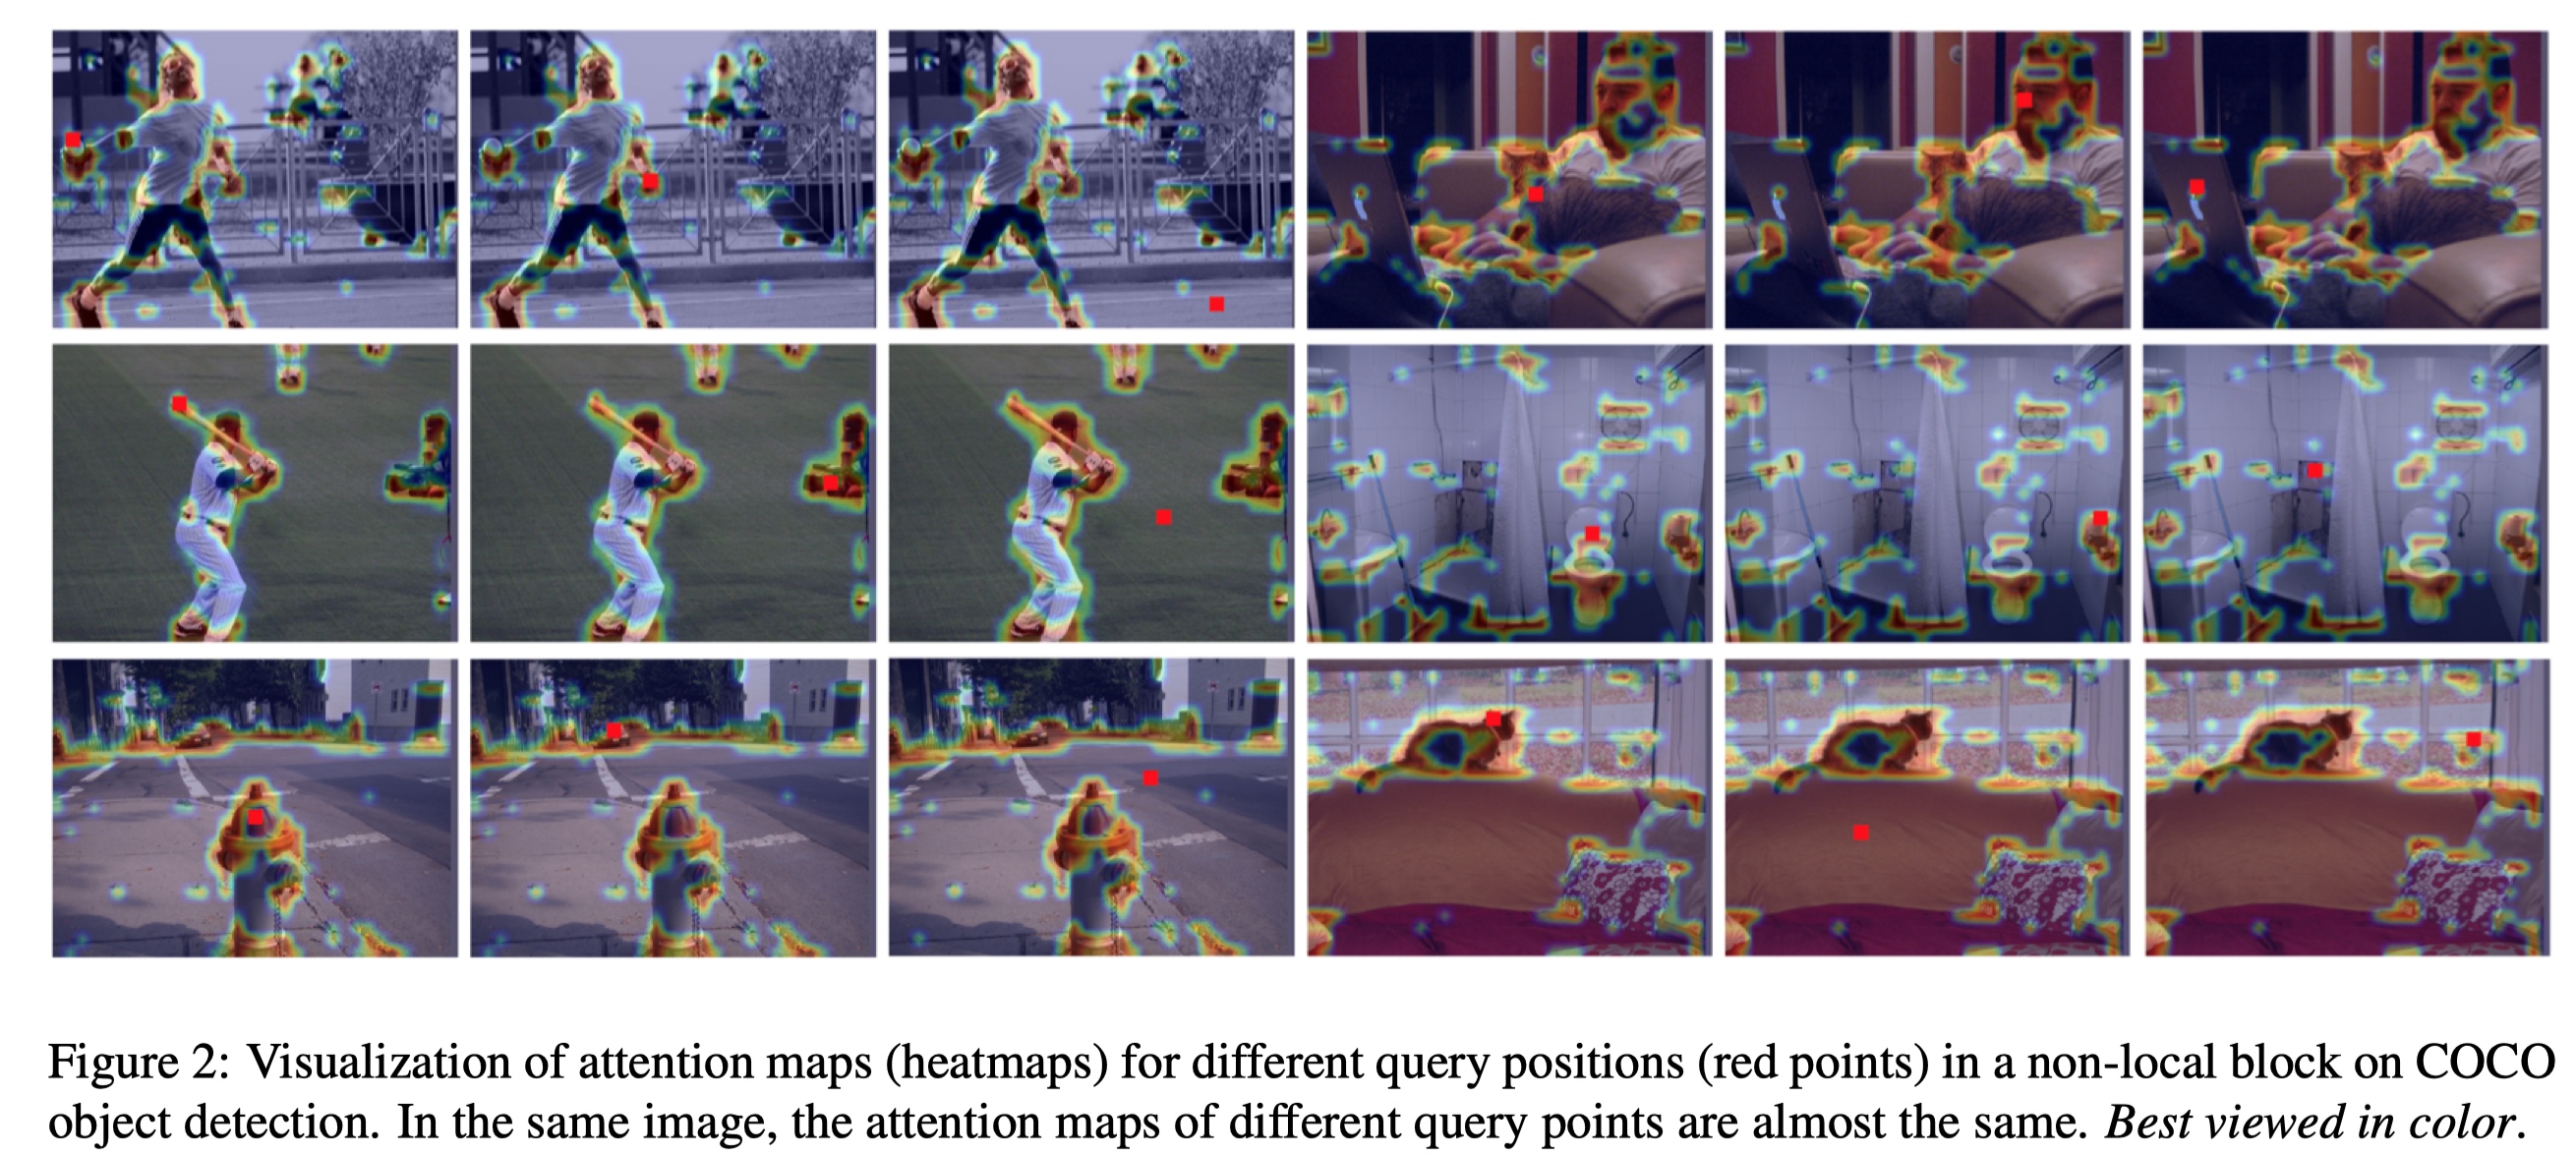 Figure 2: Visualization of attention maps (heatmaps) for different query positions (red points) in a non-local block on COCO
object detection. In the same image, the attention maps of different query points are almost the same. Best viewed in color.